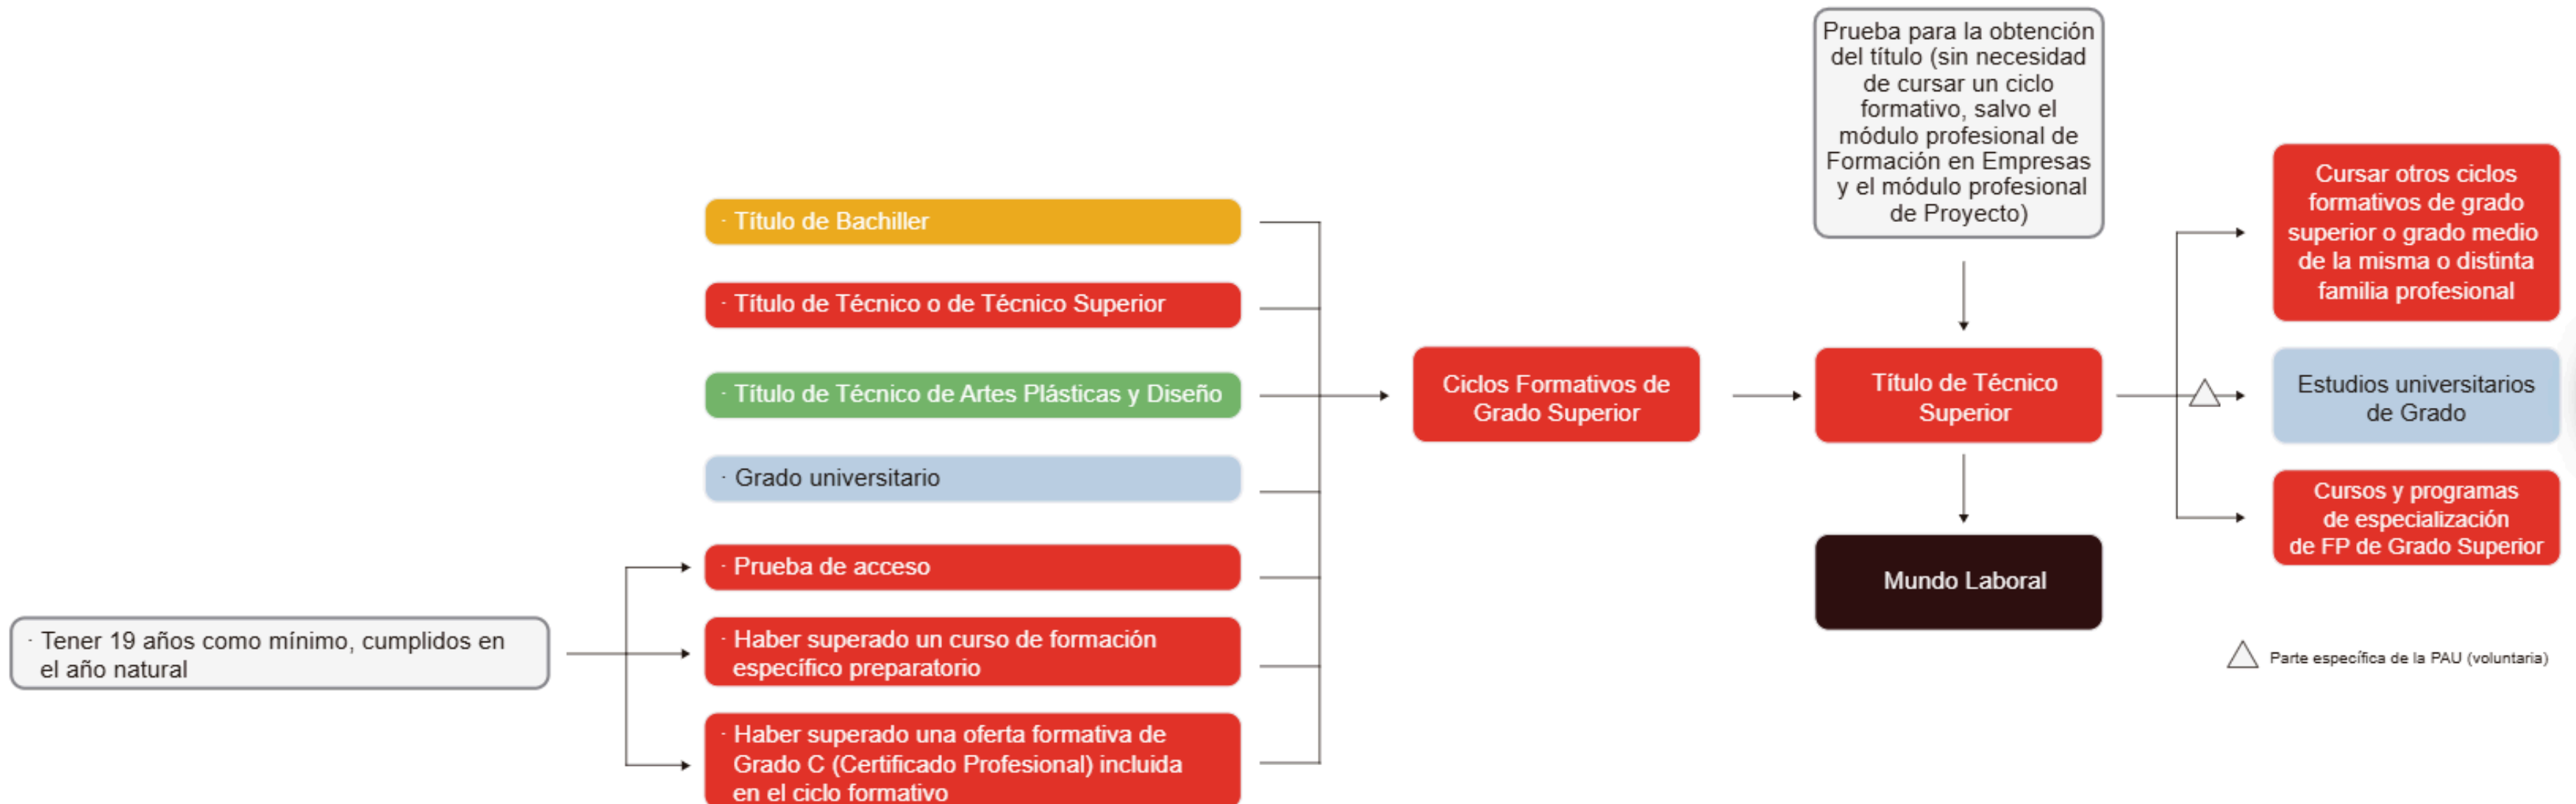 · Tener 19 años como mínimo, cumplidos en
el año natural
· Título de Bachiller
· Título de Técnico o de Técnico Superior
· Título de Técnico de Artes Plásticas y Diseño
· Grado universitario
· Prueba de acceso
· Haber superado un curso de formación
específico preparatorio
· Haber superado una oferta formativa de
Grado C (Certificado Profesional) incluida
en el ciclo formativo
Ciclos Formativos de
Grado Superior
Prueba para la obtención
del título (sin necesidad
de cursar un ciclo
formativo, salvo el
módulo profesional de
Formación en Empresas
y el módulo profesional
de Proyecto)
Título de Técnico
Superior
Mundo Laboral
Cursar otros ciclos
formativos de grado
superior o grado medio
de la misma o distinta
familia profesional
Estudios universitarios
de Grado
Cursos y programas
de especialización
de FP de Grado Superior
Parte específica de la PAU (voluntaria)